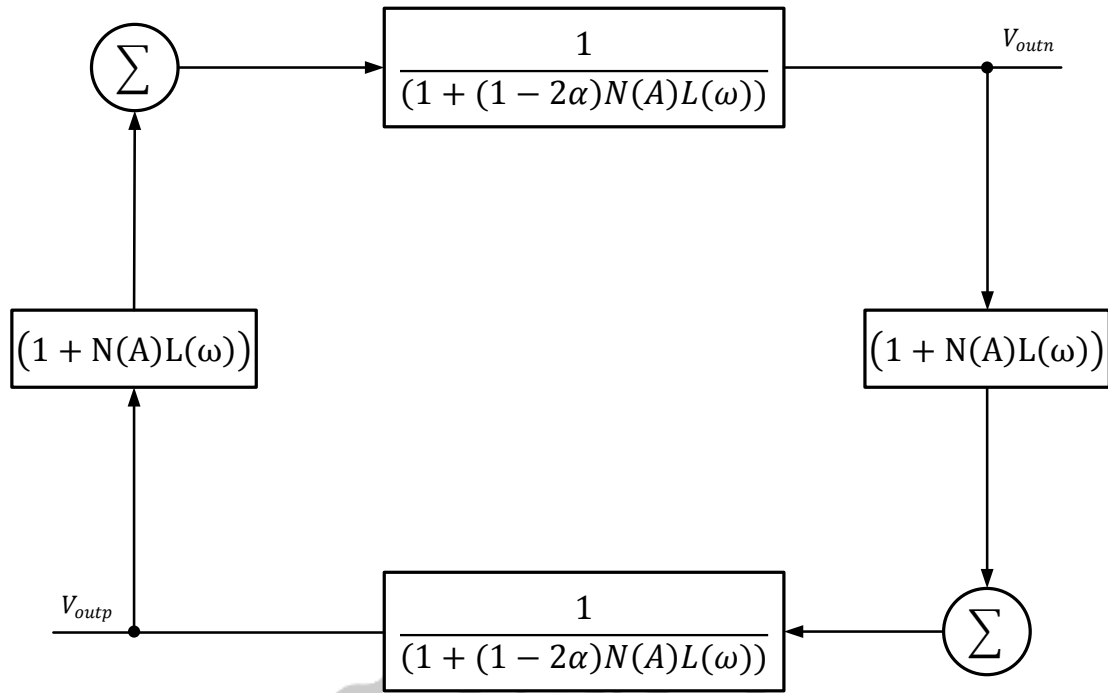 ∑
1
(1 + (1 − 2α)N(A)L(ω))
V_outn
(1 + N(A)L(ω))
(1 + N(A)L(ω))
V_outp
1
(1 + (1 − 2α)N(A)L(ω))
∑